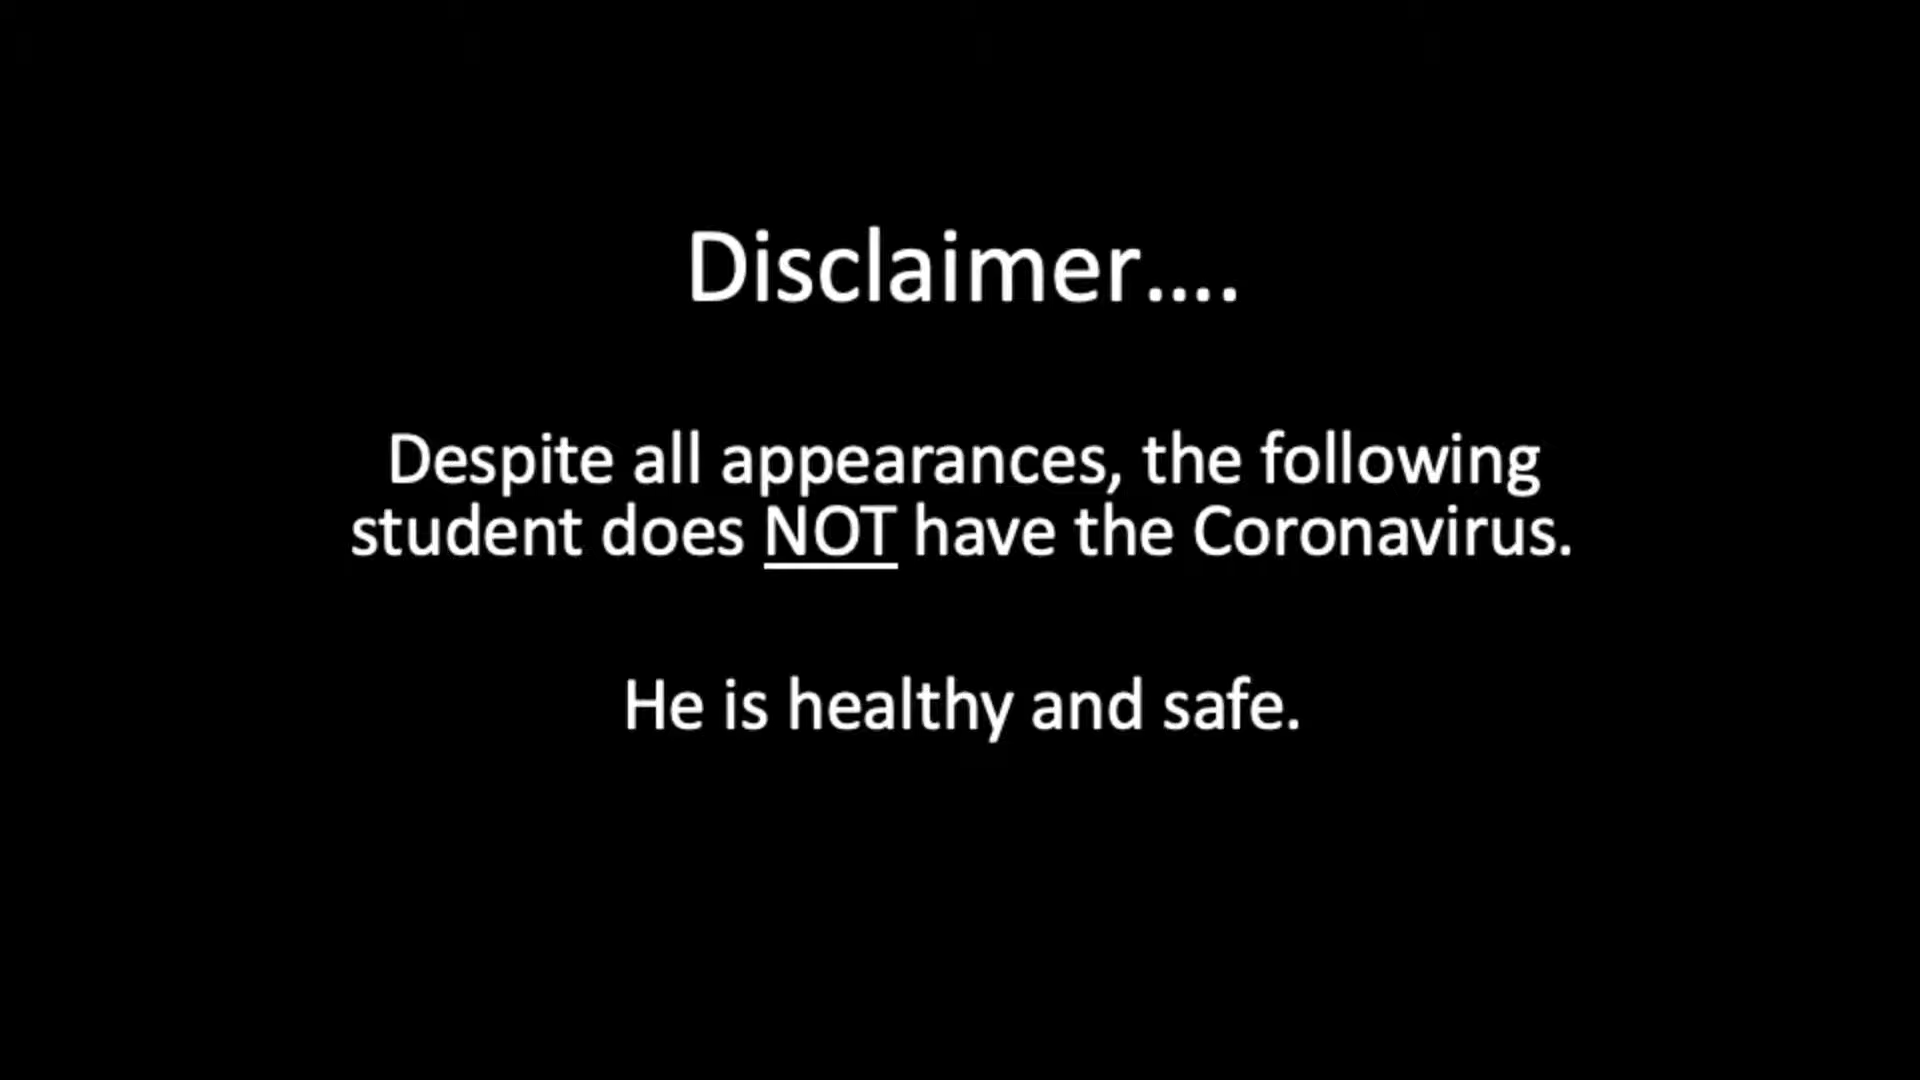 Disclaimer....
Despite all appearances, the following
student does NOT have the Coronavirus.
He is healthy and safe.